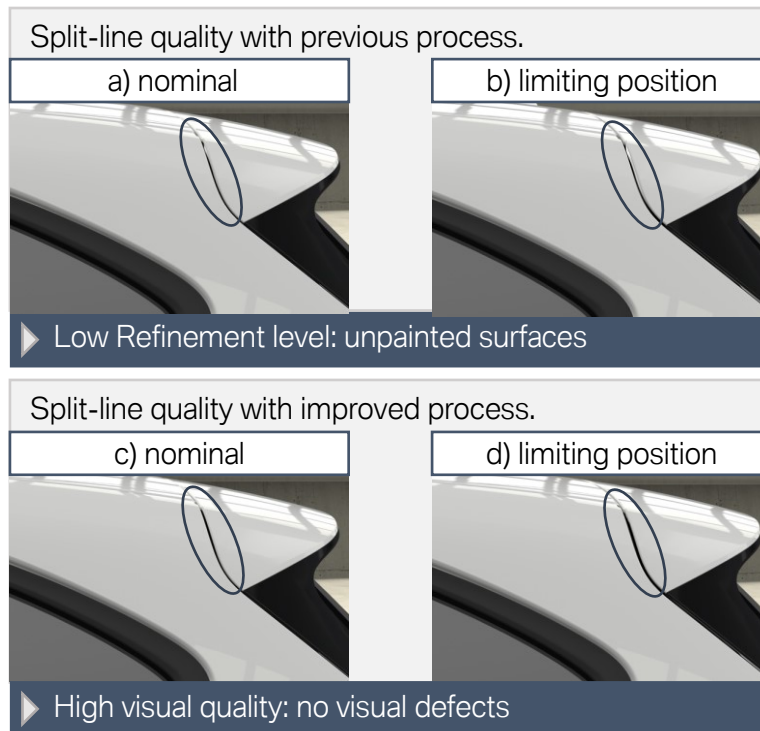 Split-line quality with previous process.
a) nominal
b) limiting position
Low Refinement level: unpainted surfaces
Split-line quality with improved process.
c) nominal
d) limiting position
High visual quality: no visual defects